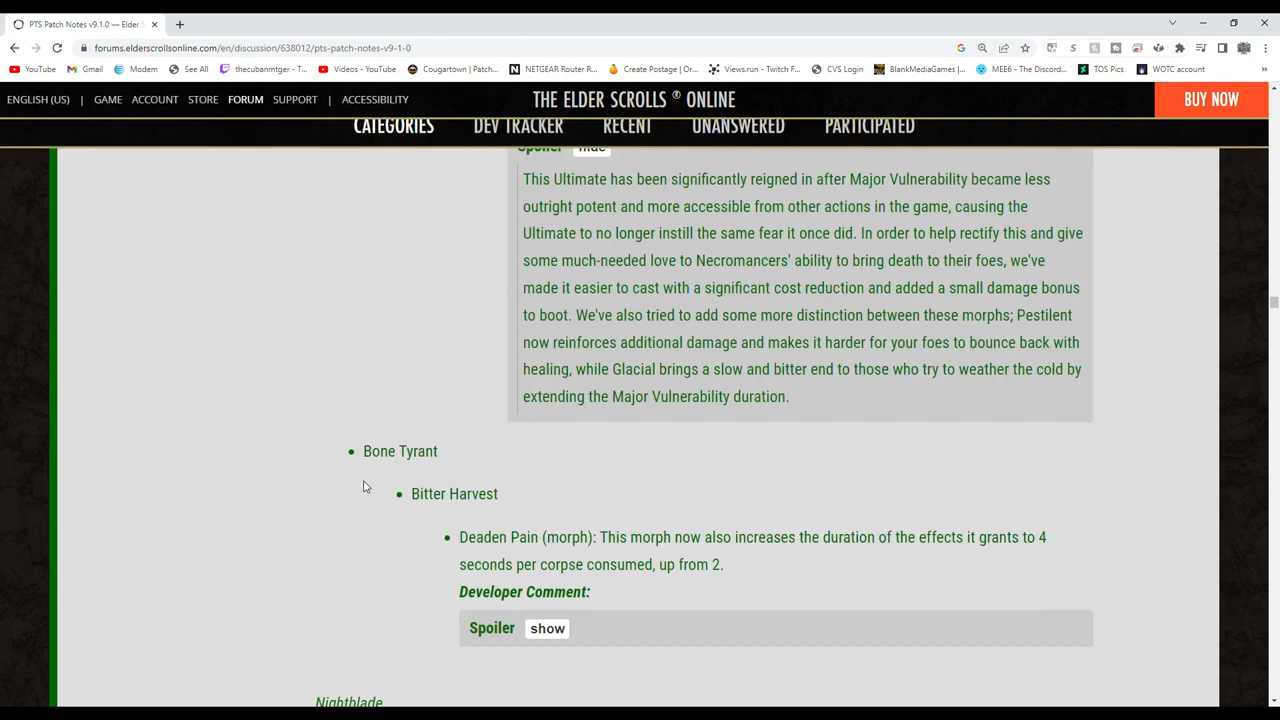 PTS Patch Notes v9.1.0 — Elder S
forums.elderscrollsonline.com/en/discussion/638012/pts-patch-notes-v9-1-0
YouTube Gmail Modem See All thecubanmtger - T... Videos - YouTube Cougartown | Patch... NETGEAR Router R... Create Postage | Or... Views.run - Twitch F... CVS Login BlankMediaGames |... MEE6 - The Discord... TOS Pics WOTC account »
ENGLISH (US) | GAME ACCOUNT STORE FORUM SUPPORT | ACCESSIBILITY THE ELDER SCROLLS ® ONLINE BUY NOW
CATEGORIES DEV TRACKER RECENT UNANSWERED PARTICIPATED
Spoiler hide
This Ultimate has been significantly reigned in after Major Vulnerability became less
outright potent and more accessible from other actions in the game, causing the
Ultimate to no longer instill the same fear it once did. In order to help rectify this and give
some much-needed love to Necromancers' ability to bring death to their foes, we've
made it easier to cast with a significant cost reduction and added a small damage bonus
to boot. We've also tried to add some more distinction between these morphs; Pestilent
now reinforces additional damage and makes it harder for your foes to bounce back with
healing, while Glacial brings a slow and bitter end to those who try to weather the cold by
extending the Major Vulnerability duration.
Bone Tyrant
Bitter Harvest
Deaden Pain (morph): This morph now also increases the duration of the effects it grants to 4
seconds per corpse consumed, up from 2.
Developer Comment:
Spoiler show
Nightblade